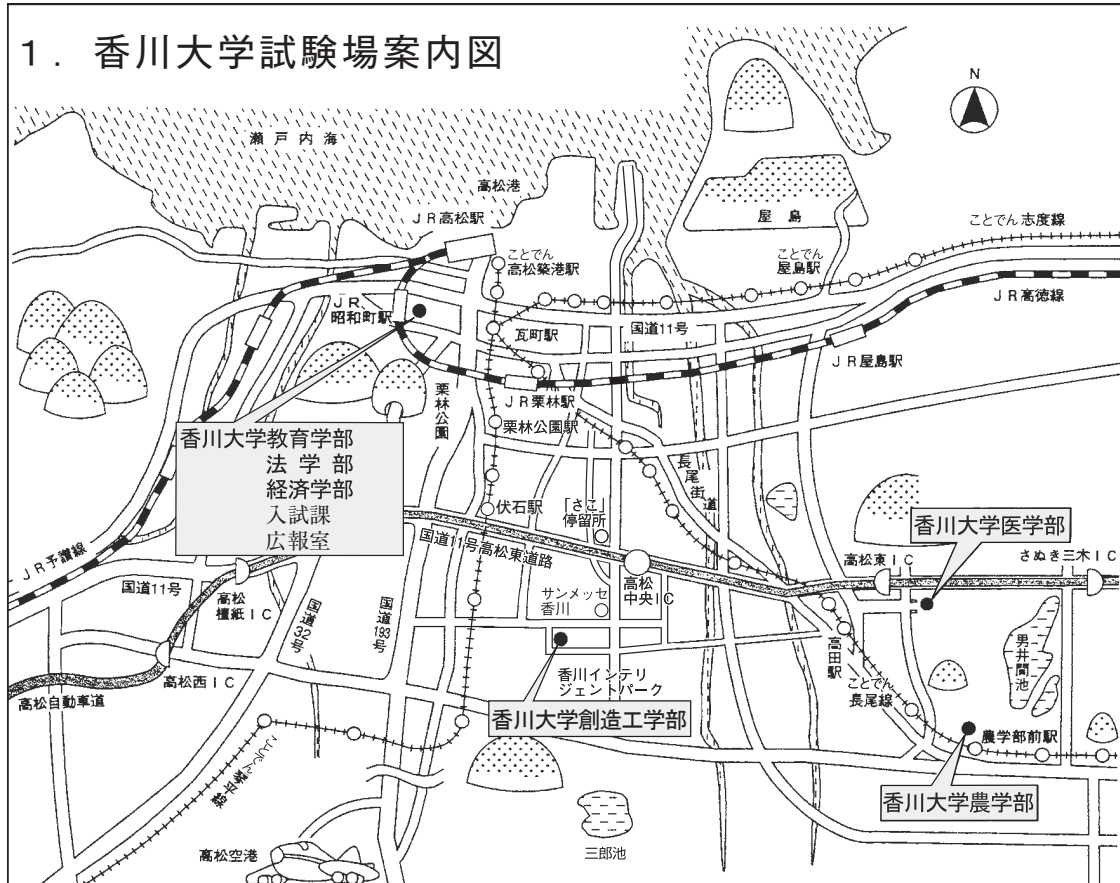 1. 香川大学試験場案内図
N
瀬戸内海
高松港
JR高松駅
屋島
ことでん志度線
ことでん
高松築港駅
ことでん
屋島駅
JR高徳線
JR
昭和町駅
瓦町駅
国道11号
JR屋島駅
栗林公園
JR栗林駅
栗林公園駅
香川大学教育学部
法学部
経済学部
入試課
広報室
長尾街道
伏石駅
「さこ」
停留所
香川大学医学部
国道11号高松東道路
高松東IC
さぬき三木IC
JR予讃線
国道11号
高松
檀紙IC
国道32号
国道193号
サンメッセ
香川
高松
中央IC
高田駅
男井間池
高松西IC
高松自動車道
香川インテリ
ジェントパーク
ことでん
長尾線
香川大学創造工学部
農学部前駅
ことでん琴平線
香川大学農学部
高松空港
三郎池